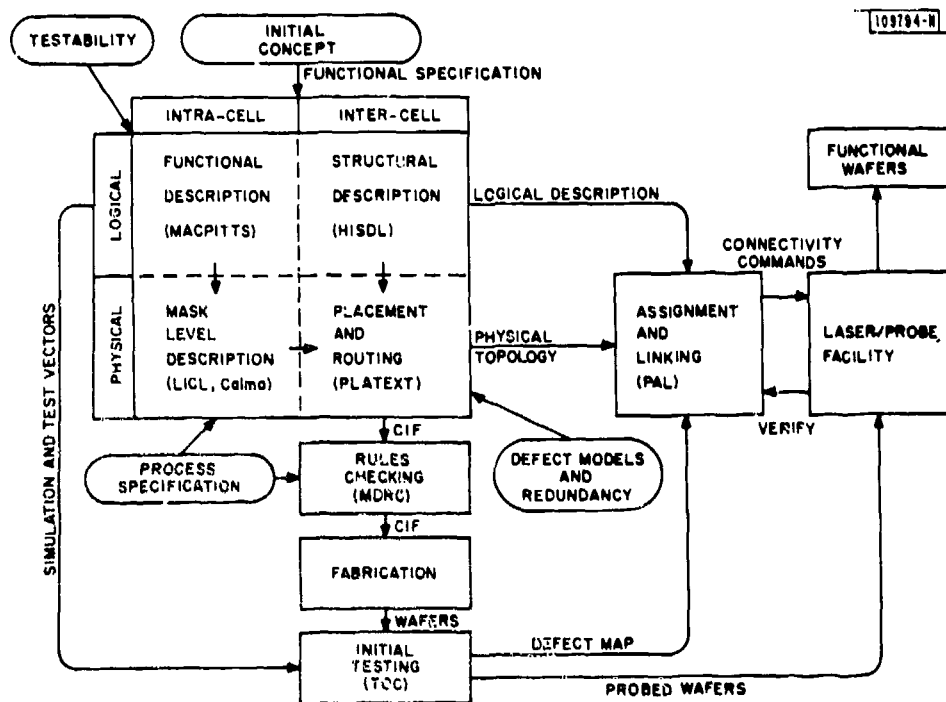 109794-N
TESTABILITY
INITIAL
CONCEPT
FUNCTIONAL SPECIFICATION
INTRA-CELL
INTER-CELL
LOGICAL
FUNCTIONAL
DESCRIPTION
(MACPITTS)
STRUCTURAL
DESCRIPTION
(HISDL)
LOGICAL DESCRIPTION
FUNCTIONAL
WAFERS
CONNECTIVITY
COMMANDS
PHYSICAL
MASK
LEVEL
DESCRIPTION
(LICL, Calma)
PLACEMENT
AND
ROUTING
(PLATEXT)
PHYSICAL
TOPOLOGY
ASSIGNMENT
AND
LINKING
(PAL)
LASER/PROBE,
FACILITY
VERIFY
SIMULATION AND TEST VECTORS
CIF
PROCESS
SPECIFICATION
RULES
CHECKING
(MDRC)
DEFECT MODELS
AND
REDUNDANCY
CIF
FABRICATION
WAFERS
INITIAL
TESTING
(TOC)
DEFECT MAP
PROBED WAFERS